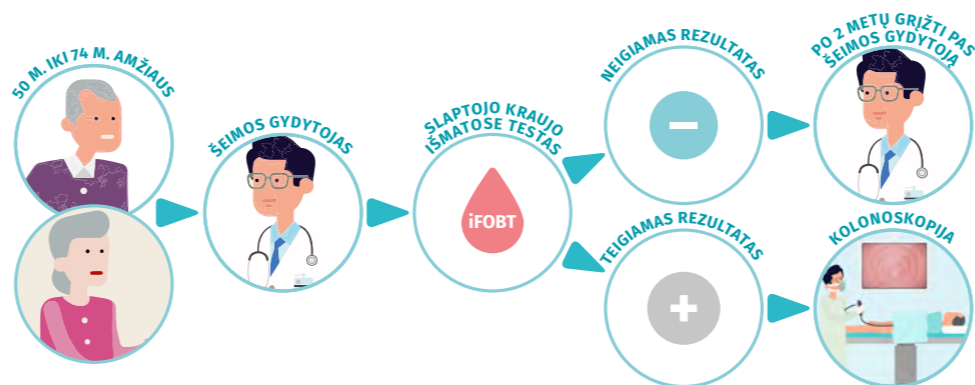 50 M. IKI 74 M. AMŽIAUS
ŠEIMOS GYDYTOJAS
SLAPTOJO KRAUJO
IŠMATOSE TESTAS
iFOBT
NEIGIAMAS REZULTATAS
PO 2 METŲ GRĮŽTI PAS
ŠEIMOS GYDYTOJĄ
TEIGIAMAS REZULTATAS
KOLONOSKOPIJA